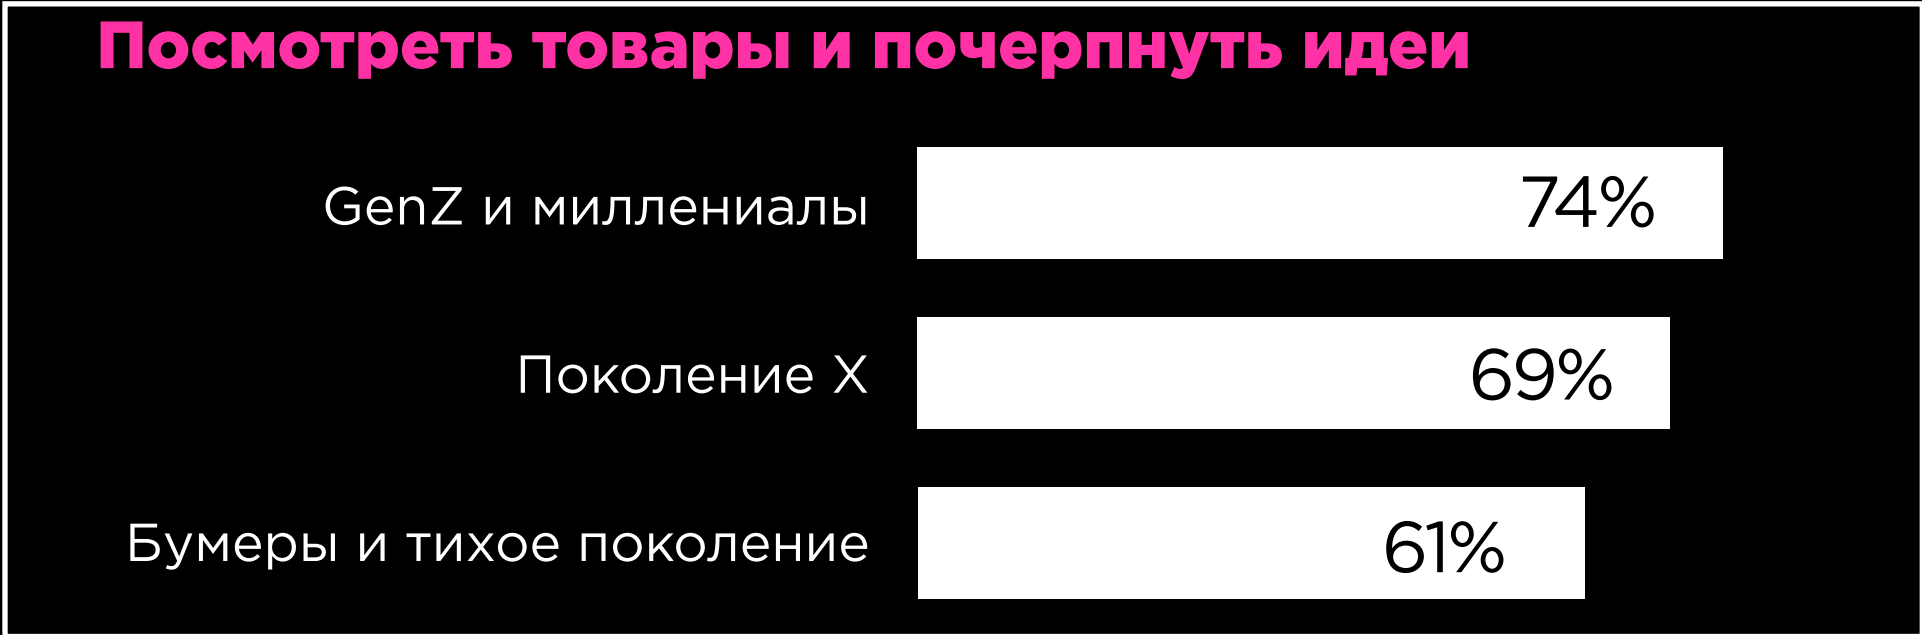 Посмотреть товары и почерпнуть идеи
GenZ и миллениалы 74%
Поколение X 69%
Бумеры и тихое поколение 61%